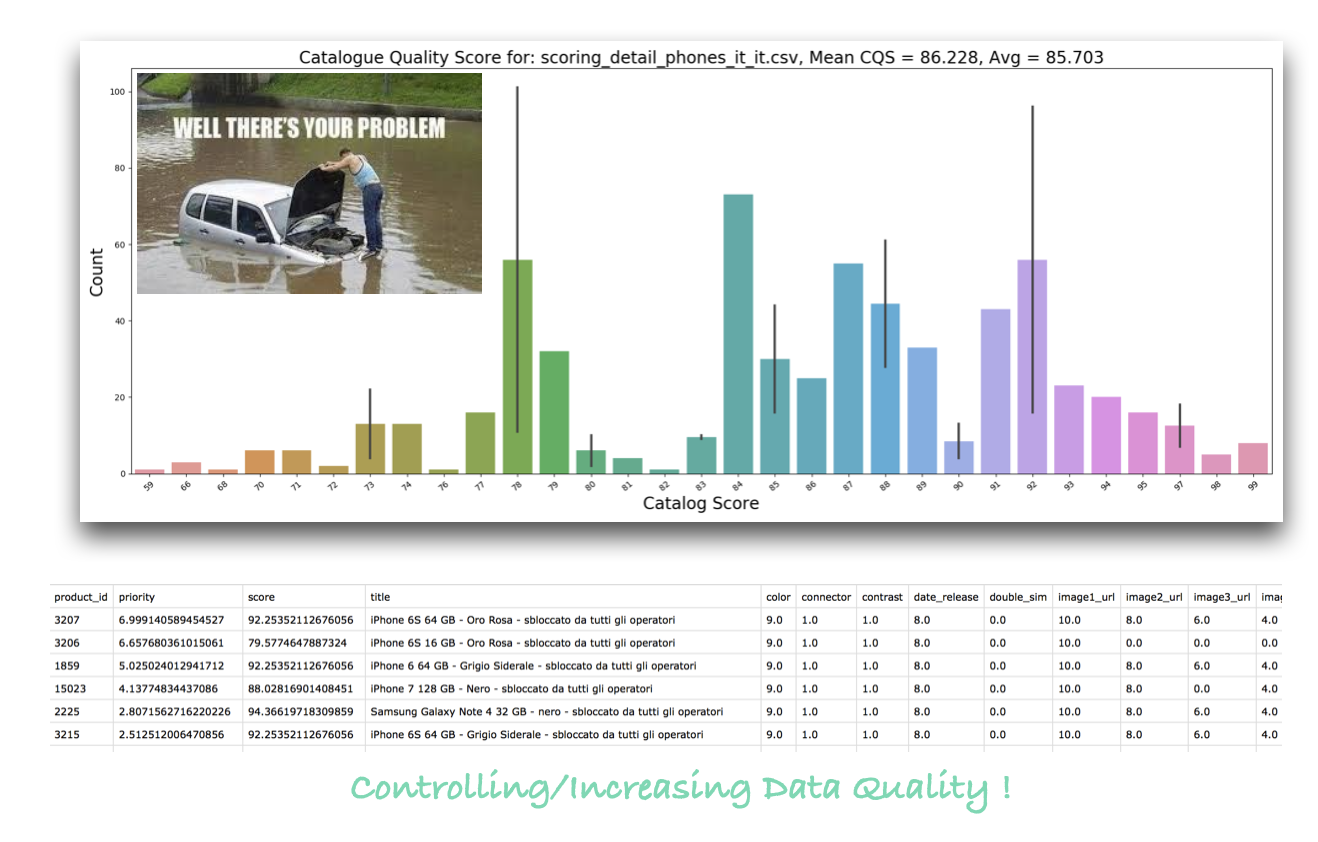 Catalogue Quality Score for: scoring_detail_phones_it_it.csv, Mean CQS = 86.228, Avg = 85.703
WELL THERE'S YOUR PROBLEM
Count
100
80
60
40
20
0
59 66 68 70 71 72 73 74 76 77 78 79 80 81 82 83 84 85 86 87 88 89 90 91 92 93 94 95 97 98 99
Catalog Score
product_id priority score title color connector contrast date_release double_sim image1_url image2_url image3_url imag
3207 6.999140589454527 92.25352112676056 iPhone 6S 64 GB - Oro Rosa - sbloccato da tutti gli operatori 9.0 1.0 1.0 8.0 0.0 10.0 8.0 6.0 4.0
3206 6.657680361015061 79.5774647887324 iPhone 6S 16 GB - Oro Rosa - sbloccato da tutti gli operatori 9.0 1.0 1.0 8.0 0.0 10.0 0.0 0.0 0.0
1859 5.025024012941712 92.25352112676056 iPhone 6 64 GB - Grigio Siderale - sbloccato da tutti gli operatori 9.0 1.0 1.0 8.0 0.0 10.0 8.0 6.0 4.0
15023 4.13774834437086 88.02816901408451 iPhone 7 128 GB - Nero - sbloccato da tutti gli operatori 9.0 1.0 1.0 8.0 0.0 10.0 8.0 0.0 4.0
2225 2.8071562716220226 94.36619718309859 Samsung Galaxy Note 4 32 GB - nero - sbloccato da tutti gli operatori 9.0 1.0 1.0 8.0 0.0 10.0 8.0 6.0 4.0
3215 2.512512006470856 92.25352112676056 iPhone 6S 64 GB - Grigio Siderale - sbloccato da tutti gli operatori 9.0 1.0 1.0 8.0 0.0 10.0 8.0 6.0 4.0
Controlling/Increasing Data Quality !